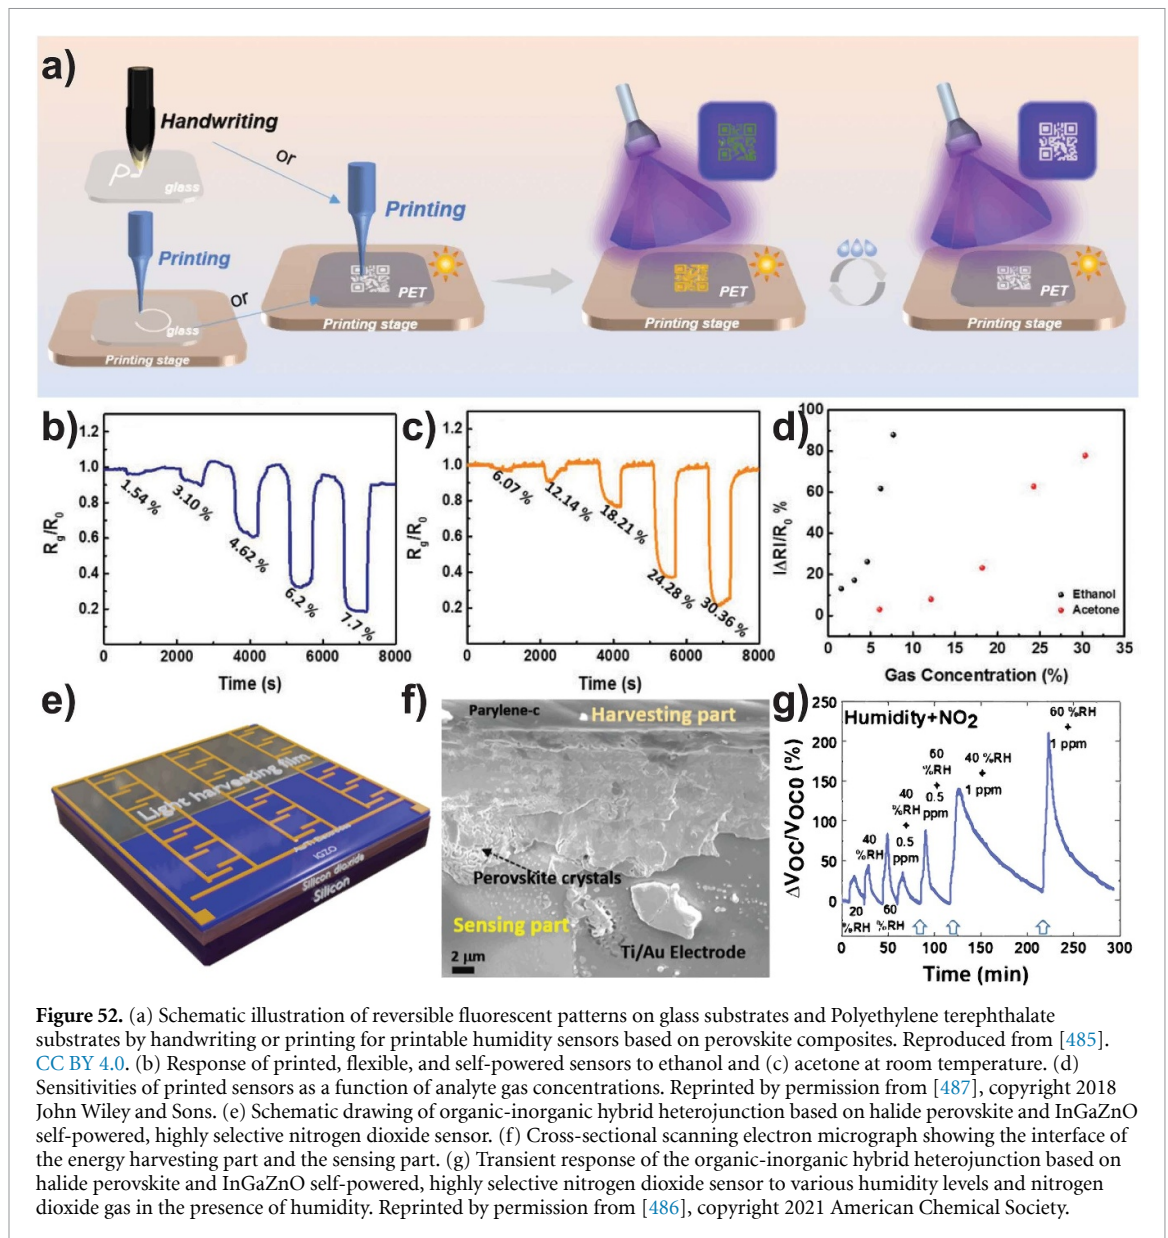 a)
Handwriting
or
glass
Printing
Printing
or
glass
Printing stage
PET
Printing stage
PET
Printing stage
PET
Printing stage
b)
1.2
1.0
0.8
0.6
0.4
0.2
Rg/R0
1.54 %
3.10 %
4.62 %
6.2 %
7.7 %
0 2000 4000 6000 8000
Time (s)
c)
1.2
1.0
0.8
0.6
0.4
0.2
Rg/R0
6.07 %
12.14 %
18.21 %
24.28 %
30.36 %
0 2000 4000 6000 8000
Time (s)
d)
100
80
60
40
20
0
IΔRI/R0 %
Ethanol
Acetone
0 5 10 15 20 25 30 35
Gas Concentration (%)
e)
Light harvesting film
IGZO
Silicon dioxide
Silicon
f)
Parylene-c
Harvesting part
Perovskite crystals
Sensing part
Ti/Au Electrode
2 μm
g)
250
200
150
100
50
0
ΔVOC/VOC0 (%)
Humidity+NO2
20
%RH
40
%RH
60
%RH
40
%RH
+
0.5
ppm
60
%RH
+
0.5
ppm
40 %RH
+
1 ppm
60 %RH
+
1 ppm
0 50 100 150 200 250 300
Time (min)
Figure 52. (a) Schematic illustration of reversible fluorescent patterns on glass substrates and Polyethylene terephthalate
substrates by handwriting or printing for printable humidity sensors based on perovskite composites. Reproduced from [485].
CC BY 4.0. (b) Response of printed, flexible, and self-powered sensors to ethanol and (c) acetone at room temperature. (d)
Sensitivities of printed sensors as a function of analyte gas concentrations. Reprinted by permission from [487], copyright 2018
John Wiley and Sons. (e) Schematic drawing of organic-inorganic hybrid heterojunction based on halide perovskite and InGaZnO
self-powered, highly selective nitrogen dioxide sensor. (f) Cross-sectional scanning electron micrograph showing the interface of
the energy harvesting part and the sensing part. (g) Transient response of the organic-inorganic hybrid heterojunction based on
halide perovskite and InGaZnO self-powered, highly selective nitrogen dioxide sensor to various humidity levels and nitrogen
dioxide gas in the presence of humidity. Reprinted by permission from [486], copyright 2021 American Chemical Society.